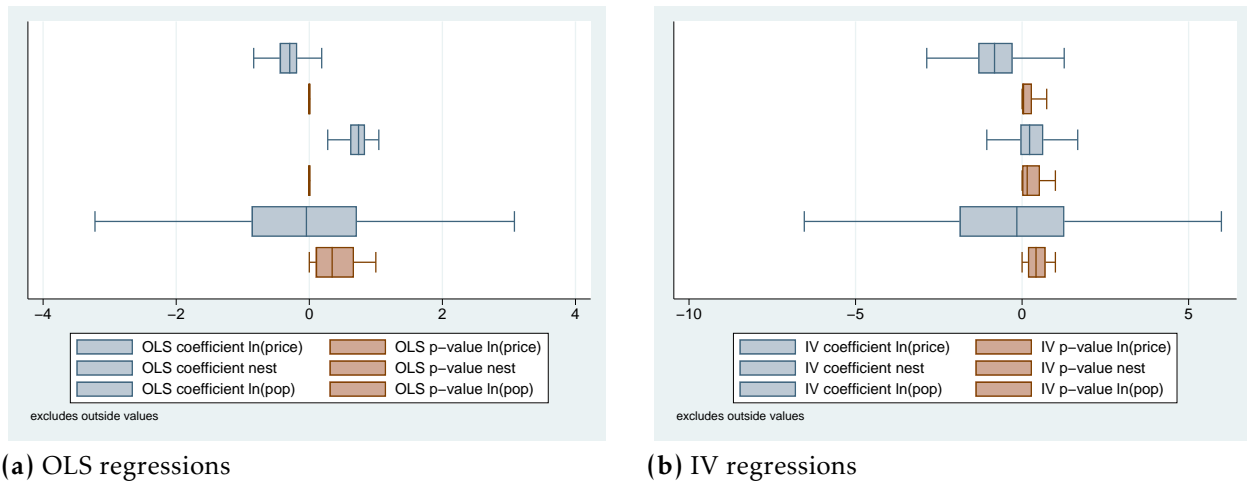 −4 −2 0 2 4
OLS coefficient ln(price) OLS p−value ln(price)
OLS coefficient nest OLS p−value nest
OLS coefficient ln(pop) OLS p−value ln(pop)
excludes outside values
(a) OLS regressions
−10 −5 0 5
IV coefficient ln(price) IV p−value ln(price)
IV coefficient nest IV p−value nest
IV coefficient ln(pop) IV p−value ln(pop)
excludes outside values
(b) IV regressions